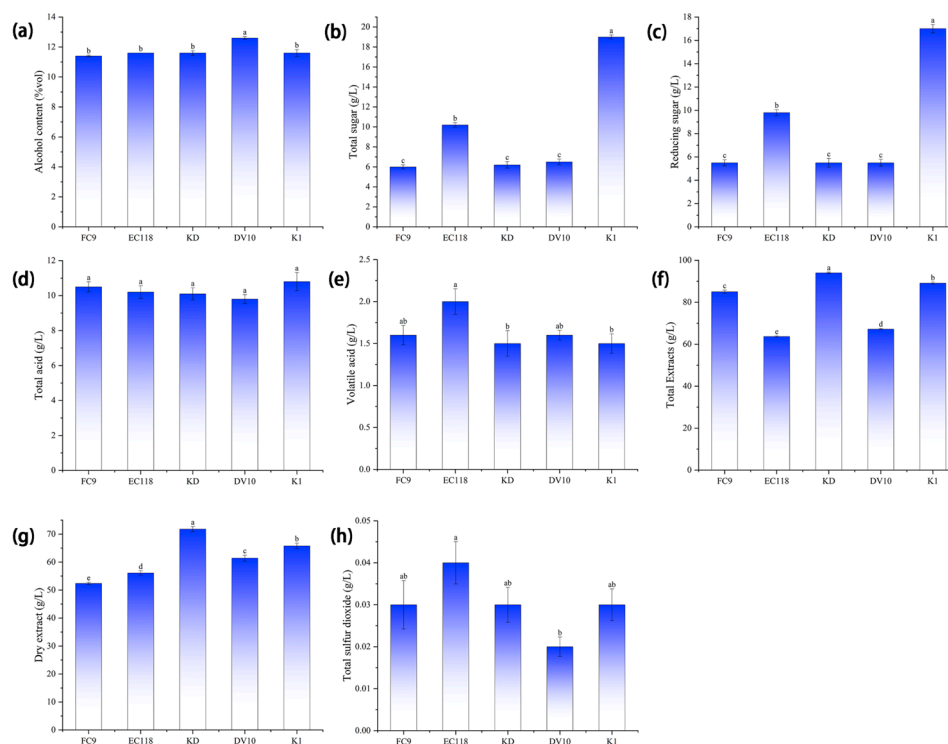 (a)
Alcohol content (%vol)
14
12
10
8
6
4
2
0
b
b
b
a
b
FC9 EC118 KD DV10 K1
(b)
Total sugar (g/L)
20
18
16
14
12
10
8
6
4
2
0
c
b
c
c
a
FC9 EC118 KD DV10 K1
(c)
Reducing sugar (g/L)
18
16
14
12
10
8
6
4
2
0
c
b
c
c
a
FC9 EC118 KD DV10 K1
(d)
Total acid (g/L)
12
10
8
6
4
2
0
a
a
a
a
a
FC9 EC118 KD DV10 K1
(e)
Volatile acid (g/L)
2.5
2.0
1.5
1.0
0.5
0.0
ab
a
b
ab
b
FC9 EC118 KD DV10 K1
(f)
Total Extracts (g/L)
100
80
60
40
20
0
c
e
a
d
b
FC9 EC118 KD DV10 K1
(g)
Dry extract (g/L)
70
60
50
40
30
20
10
0
e
d
a
c
b
FC9 EC118 KD DV10 K1
(h)
Total sulfur dioxide (g/L)
0.05
0.04
0.03
0.02
0.01
0.00
ab
a
ab
b
ab
FC9 EC118 KD DV10 K1